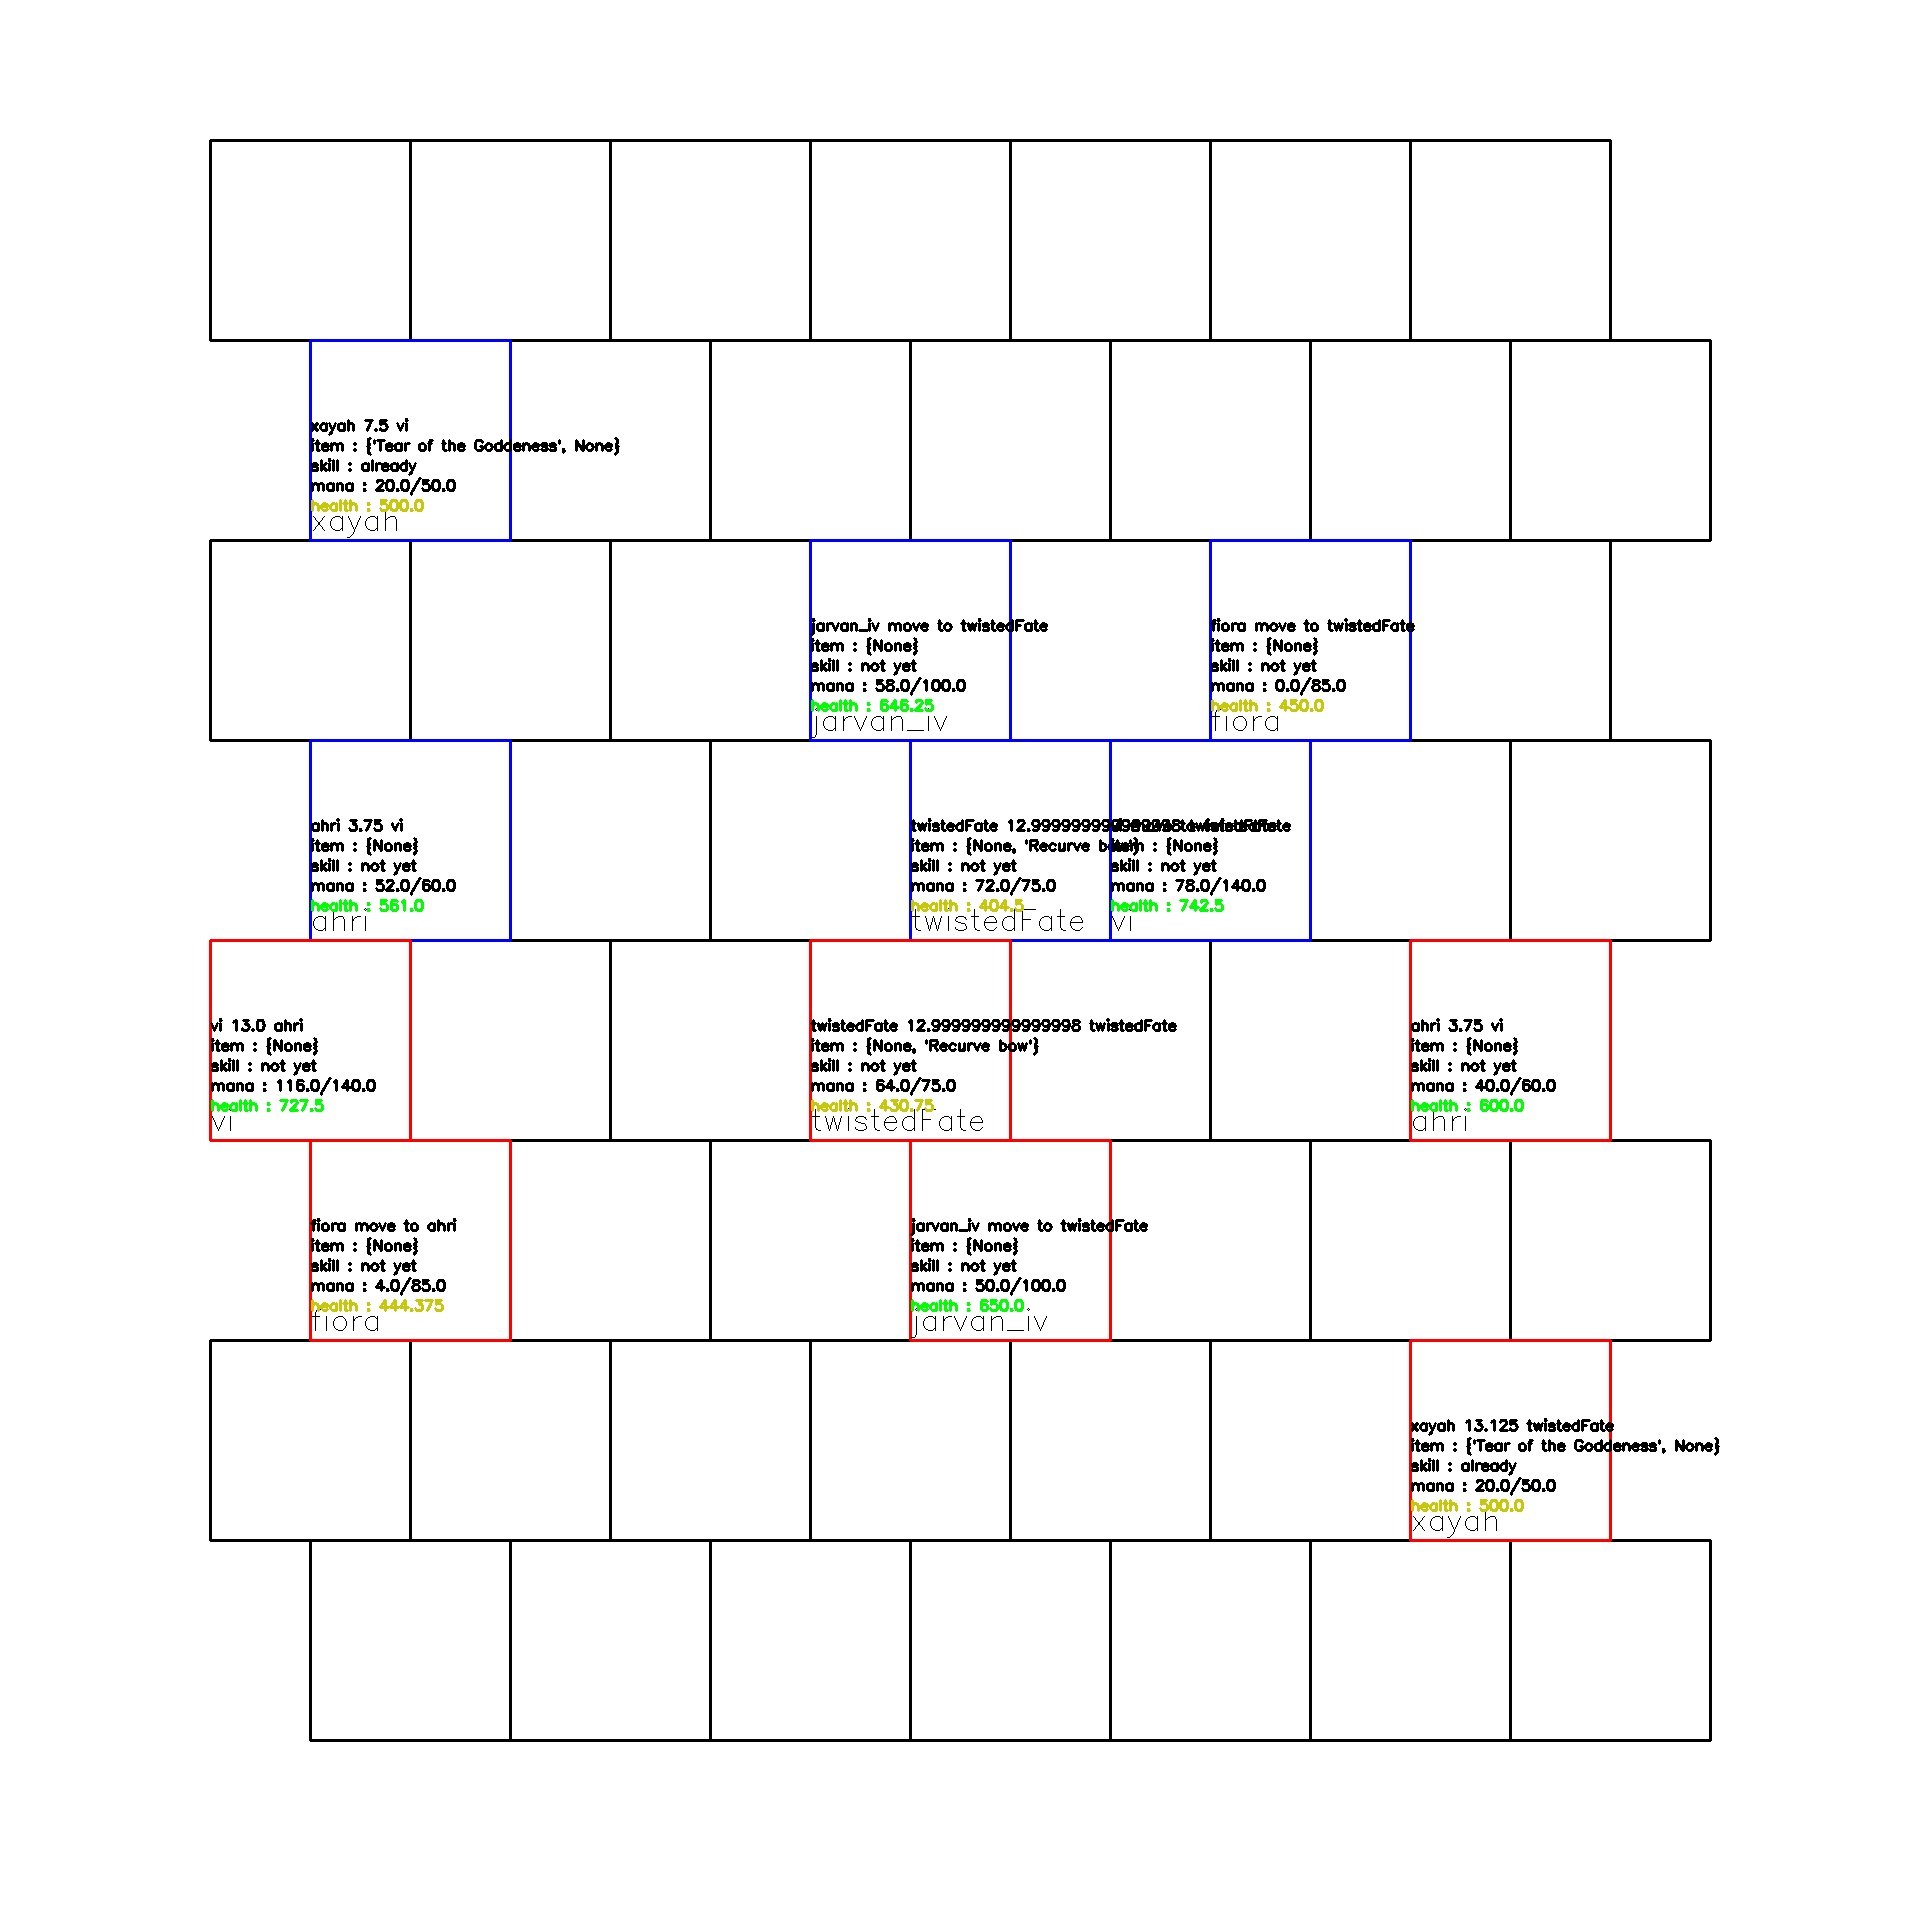 xayah 7.5 vi
item : {'Tear of the Goddeness', None}
skill : already
mana : 20.0/50.0
health : 500.0
xayah
jarvan_iv move to twistedFate
item : {None}
skill : not yet
mana : 58.0/100.0
health : 646.25
jarvan_iv
fiora move to twistedFate
item : {None}
skill : not yet
mana : 0.0/85.0
health : 450.0
fiora
ahri 3.75 vi
item : {None}
skill : not yet
mana : 52.0/60.0
health : 561.0
ahri
twistedFate
item : {None, 'Recurve
skill : not yet
mana : 72.0/75.0
health : 404.5
twistedFate
: {None}
skill : not yet
mana : 78.0/140.0
health : 742.5
vi
vi 13.0 ahri
item : {None}
skill : not yet
mana : 116.0/140.0
health : 727.5
vi
twistedFate 12.999999999999998 twistedFate
item : {None, 'Recurve bow'}
skill : not yet
mana : 64.0/75.0
health : 430.75
twistedFate
ahri 3.75 vi
item : {None}
skill : not yet
mana : 40.0/60.0
health : 600.0
ahri
fiora move to ahri
item : {None}
skill : not yet
mana : 4.0/85.0
health : 444.375
fiora
jarvan_iv move to twistedFate
item : {None}
skill : not yet
mana : 50.0/100.0
health : 650.0
jarvan_iv
xayah 13.125 twistedFate
item : {'Tear of the Goddeness', None}
skill : already
mana : 20.0/50.0
health : 500.0
xayah